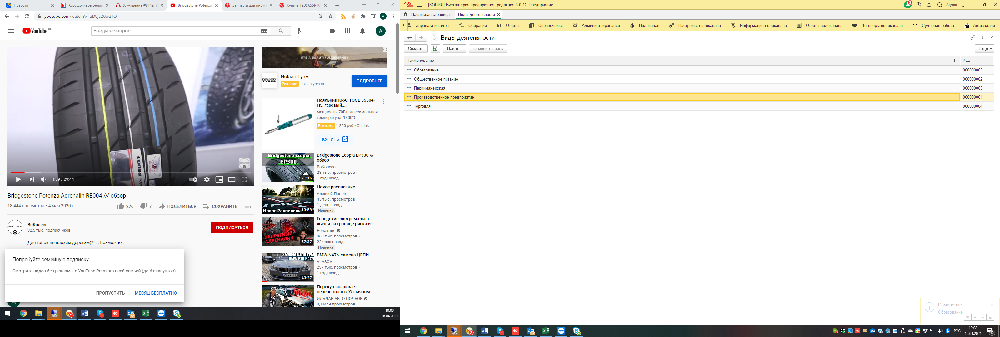 Новость
Курс доллара онлай
Улучшение #8142: Д
Bridgestone Potenza
Запчасти для инома
Купить T205X55R16
youtube.com/watch?v=aD8jSZ0w2TQ
YouTube RU
Введите запрос
A
IT'S A BEAUTIFUL JOURNEY
Nokian Tyres
Реклама nokiantyres.ru
ПОДРОБНЕЕ
1:39 / 29:44
RE004
ВоКолесо
Bridgestone Potenza Adrenalin RE004 /// обзор
18 444 просмотра • 4 мая 2020 г.
276
7
ПОДЕЛИТЬСЯ
СОХРАНИТЬ
ВоКолесо
32,5 тыс. подписчиков
ПОДПИСАТЬСЯ
Для гонок по плохим дорогам)?! ... Возможно..
Попробуйте семейную подписку
Смотрите видео без рекламы с YouTube Premium всей семьей (до 6 аккаунтов).
ПРОПУСТИТЬ
МЕСЯЦ БЕСПЛАТНО
Паяльник KRAFTOOL 55504-
H3, газовый,...
мощность: 70Вт; максимальная
температура: 1300°C
Реклама 1 200 руб • Citilink
КУПИТЬ
Bridgestone Ecopia
EP300
21:15
Bridgestone Ecopia EP300 ///
обзор
ВоКолесо
28 тыс. просмотров •
1 год назад
Новое Расписани
13:59
Новое расписание
Алексей Попов
45 тыс. просмотров •
1 день назад
Новинка
ЗАПРЕТНЫЙ
АДРЕНАЛИН
57:37
Городские экстремалы о
жизни на границе риска и...
Редакция
460 тыс. просмотров •
22 часа назад
Новинка
ЗАМЕНА ЦЕПИ ГРМ
BMW F10 N47N
KC-2395
43:27
BMW N47N замена ЦЕПИ
VLASOV
237 тыс. просмотров •
1 год назад
ТОТАЛ
Перекуп впаривает
перевертыш в "Отличном...
ИЛЬДАР АВТО-ПОДБОР
4,1 млн просмотров •
10:08
16.04.2021
[КОПИЯ] Бухгалтерия предприятия, редакция 3.0 1С:Предприятие
3
Админ
Начальная страница
Виды деятельности
Зарплата и кадры
Операции
Отчеты
Справочники
Администрирование
Водоканал
Настройки водоканала
Информация водоканала
Отчеты водоканала
Договоры водоканала
Судебная работа
Автозадачи
Виды деятельности
Создать
Найти...
Отменить поиск
Еще
Наименование
Код
Образование 000000003
Общественное питание 000000002
Парикмахерская 000000005
Производственное предприятие 000000001
Торговля 000000004
Изменение:
Образование
РУС
10:08
16.04.2021
12